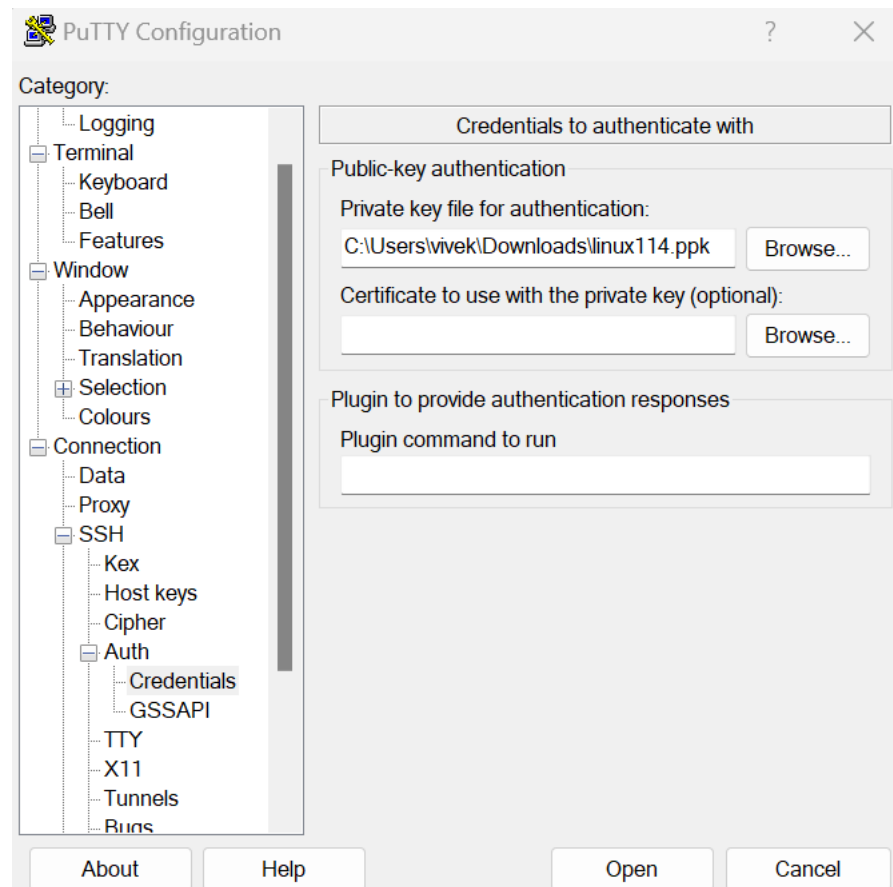 PuTTY Configuration
?
Category:
Logging
Terminal
Keyboard
Bell
Features
Window
Appearance
Behaviour
Translation
Selection
Colours
Connection
Data
Proxy
SSH
Kex
Host keys
Cipher
Auth
Credentials
GSSAPI
TTY
X11
Tunnels
Bugs
Credentials to authenticate with
Public-key authentication
Private key file for authentication:
C:\Users\vivek\Downloads\linux114.ppk
Browse...
Certificate to use with the private key (optional):
Browse...
Plugin to provide authentication responses
Plugin command to run
About
Help
Open
Cancel